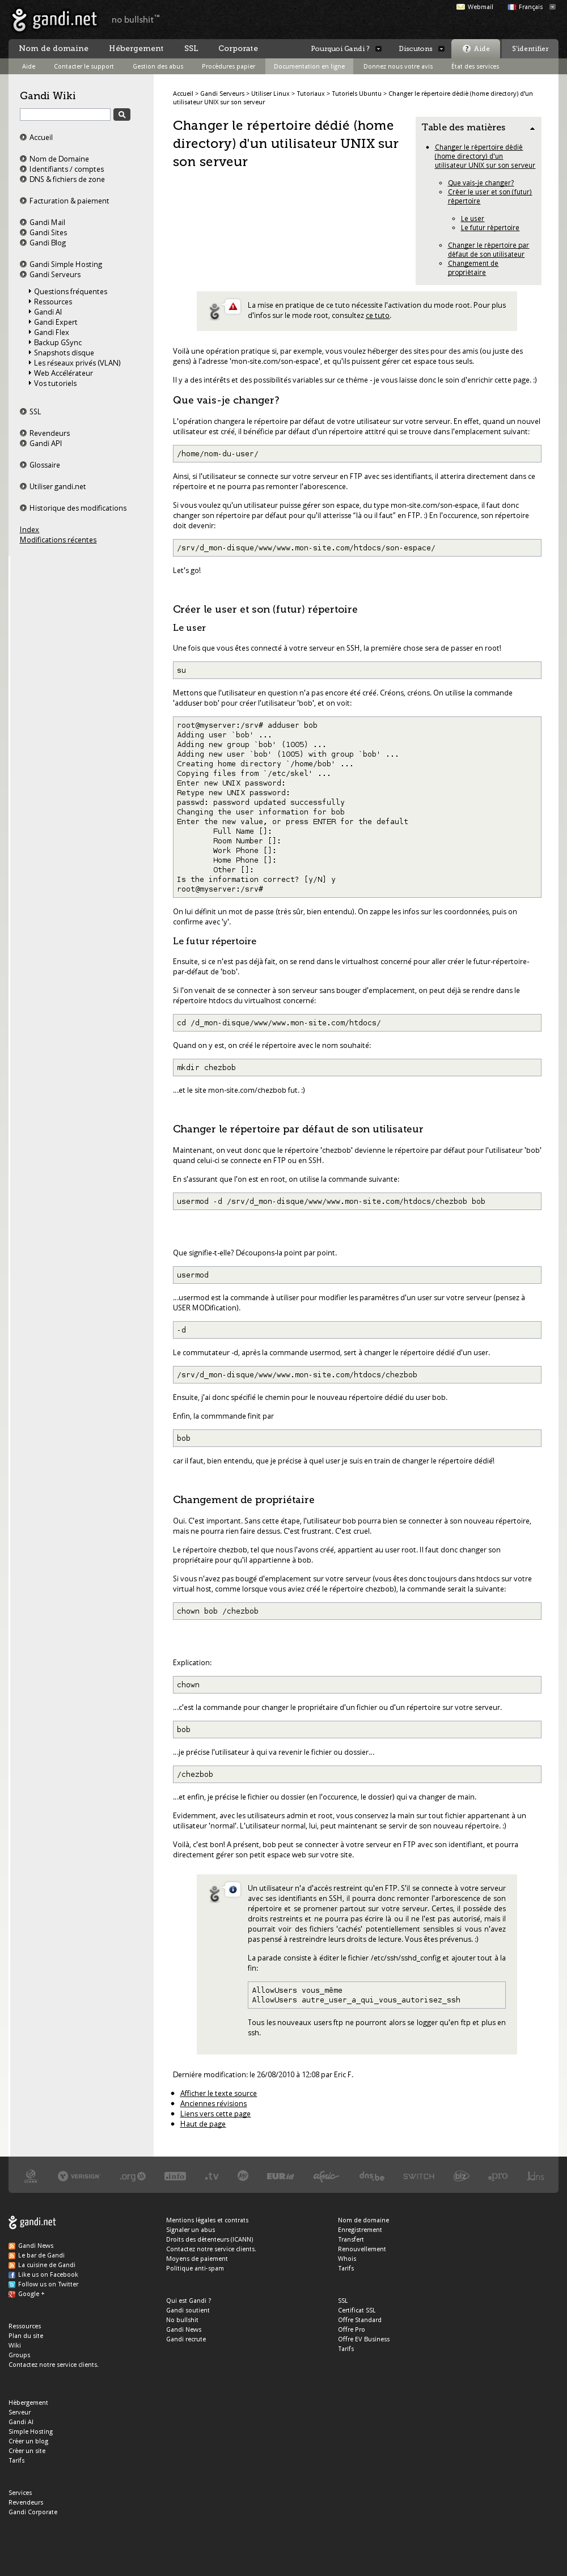 gandi.net
no bullshit™
Webmail
Français
Nom de domaine
Hébergement
SSL
Corporate
Pourquoi Gandi ?
Discutons
Aide
S'identifier
Aide
Contacter le support
Gestion des abus
Procédures papier
Documentation en ligne
Donnez nous votre avis
État des services
Gandi Wiki
Accueil
Nom de Domaine
Identifiants / comptes
DNS & fichiers de zone
Facturation & paiement
Gandi Mail
Gandi Sites
Gandi Blog
Gandi Simple Hosting
Gandi Serveurs
Questions fréquentes
Ressources
Gandi AI
Gandi Expert
Gandi Flex
Backup GSync
Snapshots disque
Les réseaux privés (VLAN)
Web Accélérateur
Vos tutoriels
SSL
Revendeurs
Gandi API
Glossaire
Utiliser gandi.net
Historique des modifications
Index
Modifications récentes
Accueil > Gandi Serveurs > Utiliser Linux > Tutoriaux > Tutoriels Ubuntu > Changer le répertoire dédié (home directory) d'un
utilisateur UNIX sur son serveur
Changer le répertoire dédié (home
directory) d'un utilisateur UNIX sur
son serveur
Table des matières
Changer le répertoire dédié
(home directory) d'un
utilisateur UNIX sur son serveur
Que vais-je changer?
Créer le user et son (futur)
répertoire
Le user
Le futur répertoire
Changer le répertoire par
défaut de son utilisateur
Changement de
propriétaire
La mise en pratique de ce tuto nécessite l'activation du mode root. Pour plus
d'infos sur le mode root, consultez ce tuto.
Voilà une opération pratique si, par exemple, vous voulez héberger des sites pour des amis (ou juste des
gens) à l'adresse 'mon-site.com/son-espace', et qu'ils puissent gérer cet espace tous seuls.
Il y a des intérêts et des possibilités variables sur ce thème - je vous laisse donc le soin d'enrichir cette page. :)
Que vais-je changer?
L'opération changera le répertoire par défaut de votre utilisateur sur votre serveur. En effet, quand un nouvel
utilisateur est créé, il bénéficie par défaut d'un répertoire attitré qui se trouve dans l'emplacement suivant:
/home/nom-du-user/
Ainsi, si l'utilisateur se connecte sur votre serveur en FTP avec ses identifiants, il atterira directement dans ce
répertoire et ne pourra pas remonter l'aborescence.
Si vous voulez qu'un utilisateur puisse gérer son espace, du type mon-site.com/son-espace, il faut donc
changer son répertoire par défaut pour qu'il atterisse "là ou il faut" en FTP. :) En l'occurence, son répertoire
doit devenir:
/srv/d_mon-disque/www/www.mon-site.com/htdocs/son-espace/
Let's go!
Créer le user et son (futur) répertoire
Le user
Une fois que vous êtes connecté à votre serveur en SSH, la première chose sera de passer en root!
su
Mettons que l'utilisateur en question n'a pas encore été créé. Créons, créons. On utilise la commande
'adduser bob' pour créer l'utilisateur 'bob', et on voit:
root@myserver:/srv# adduser bob
Adding user `bob' ...
Adding new group `bob' (1005) ...
Adding new user `bob' (1005) with group `bob' ...
Creating home directory `/home/bob' ...
Copying files from `/etc/skel' ...
Enter new UNIX password:
Retype new UNIX password:
passwd: password updated successfully
Changing the user information for bob
Enter the new value, or press ENTER for the default
Full Name []:
Room Number []:
Work Phone []:
Home Phone []:
Other []:
Is the information correct? [y/N] y
root@myserver:/srv#
On lui définit un mot de passe (très sûr, bien entendu). On zappe les infos sur les coordonnées, puis on
confirme avec 'y'.
Le futur répertoire
Ensuite, si ce n'est pas déjà fait, on se rend dans le virtualhost concerné pour aller créer le futur-répertoire-
par-défaut de 'bob'.
Si l'on venait de se connecter à son serveur sans bouger d'emplacement, on peut déjà se rendre dans le
répertoire htdocs du virtualhost concerné:
cd /d_mon-disque/www/www.mon-site.com/htdocs/
Quand on y est, on créé le répertoire avec le nom souhaité:
mkdir chezbob
...et le site mon-site.com/chezbob fut. :)
Changer le répertoire par défaut de son utilisateur
Maintenant, on veut donc que le répertoire 'chezbob' devienne le répertoire par défaut pour l'utilisateur 'bob'
quand celui-ci se connecte en FTP ou en SSH.
En s'assurant que l'on est en root, on utilise la commande suivante:
usermod -d /srv/d_mon-disque/www/www.mon-site.com/htdocs/chezbob bob
Que signifie-t-elle? Découpons-la point par point.
usermod
...usermod est la commande à utiliser pour modifier les paramètres d'un user sur votre serveur (pensez à
USER MODification).
-d
Le commutateur -d, après la commande usermod, sert à changer le répertoire dédié d'un user.
/srv/d_mon-disque/www/www.mon-site.com/htdocs/chezbob
Ensuite, j'ai donc spécifié le chemin pour le nouveau répertoire dédié du user bob.
Enfin, la commmande finit par
bob
car il faut, bien entendu, que je précise à quel user je suis en train de changer le répertoire dédié!
Changement de propriétaire
Oui. C'est important. Sans cette étape, l'utilisateur bob pourra bien se connecter à son nouveau répertoire,
mais ne pourra rien faire dessus. C'est frustrant. C'est cruel.
Le répertoire chezbob, tel que nous l'avons créé, appartient au user root. Il faut donc changer son
propriétaire pour qu'il appartienne à bob.
Si vous n'avez pas bougé d'emplacement sur votre serveur (vous êtes donc toujours dans htdocs sur votre
virtual host, comme lorsque vous aviez créé le répertoire chezbob), la commande serait la suivante:
chown bob /chezbob
Explication:
chown
...c'est la commande pour changer le propriétaire d'un fichier ou d'un répertoire sur votre serveur.
bob
...je précise l'utilisateur à qui va revenir le fichier ou dossier...
/chezbob
...et enfin, je précise le fichier ou dossier (en l'occurence, le dossier) qui va changer de main.
Evidemment, avec les utilisateurs admin et root, vous conservez la main sur tout fichier appartenant à un
utilisateur 'normal'. L'utilisateur normal, lui, peut maintenant se servir de son nouveau répertoire. :)
Voilà, c'est bon! A présent, bob peut se connecter à votre serveur en FTP avec son identifiant, et pourra
directement gérer son petit espace web sur votre site.
Un utilisateur n'a d'accès restreint qu'en FTP. S'il se connecte à votre serveur
avec ses identifiants en SSH, il pourra donc remonter l'arborescence de son
répertoire et se promener partout sur votre serveur. Certes, il possède des
droits restreints et ne pourra pas écrire là ou il ne l'est pas autorisé, mais il
pourrait voir des fichiers 'cachés' potentiellement sensibles si vous n'avez
pas pensé à restreindre leurs droits de lecture. Vous êtes prévenus. :)
La parade consiste à éditer le fichier /etc/ssh/sshd_config et ajouter tout à la
fin:
AllowUsers vous_même
AllowUsers autre_user_a_qui_vous_autorisez_ssh
Tous les nouveaux users ftp ne pourront alors se logger qu'en ftp et plus en
ssh.
Dernière modification: le 26/08/2010 à 12:08 par Eric F.
Afficher le texte source
Anciennes révisions
Liens vers cette page
Haut de page
VERISIGN
.org
.info
.tv
EURid
afnic
dns.be
SWITCH
biz
.pro
.dns
gandi.net
Gandi News
Le bar de Gandi
La cuisine de Gandi
Like us on Facebook
Follow us on Twitter
Google +
Ressources
Plan du site
Wiki
Groups
Contactez notre service clients.
Hébergement
Serveur
Gandi AI
Simple Hosting
Créer un blog
Créer un site
Tarifs
Services
Revendeurs
Gandi Corporate
Mentions légales et contrats
Signaler un abus
Droits des détenteurs (ICANN)
Contactez notre service clients.
Moyens de paiement
Politique anti-spam
Qui est Gandi ?
Gandi soutient
No bullshit
Gandi News
Gandi recrute
Nom de domaine
Enregistrement
Transfert
Renouvellement
Whois
Tarifs
SSL
Certificat SSL
Offre Standard
Offre Pro
Offre EV Business
Tarifs